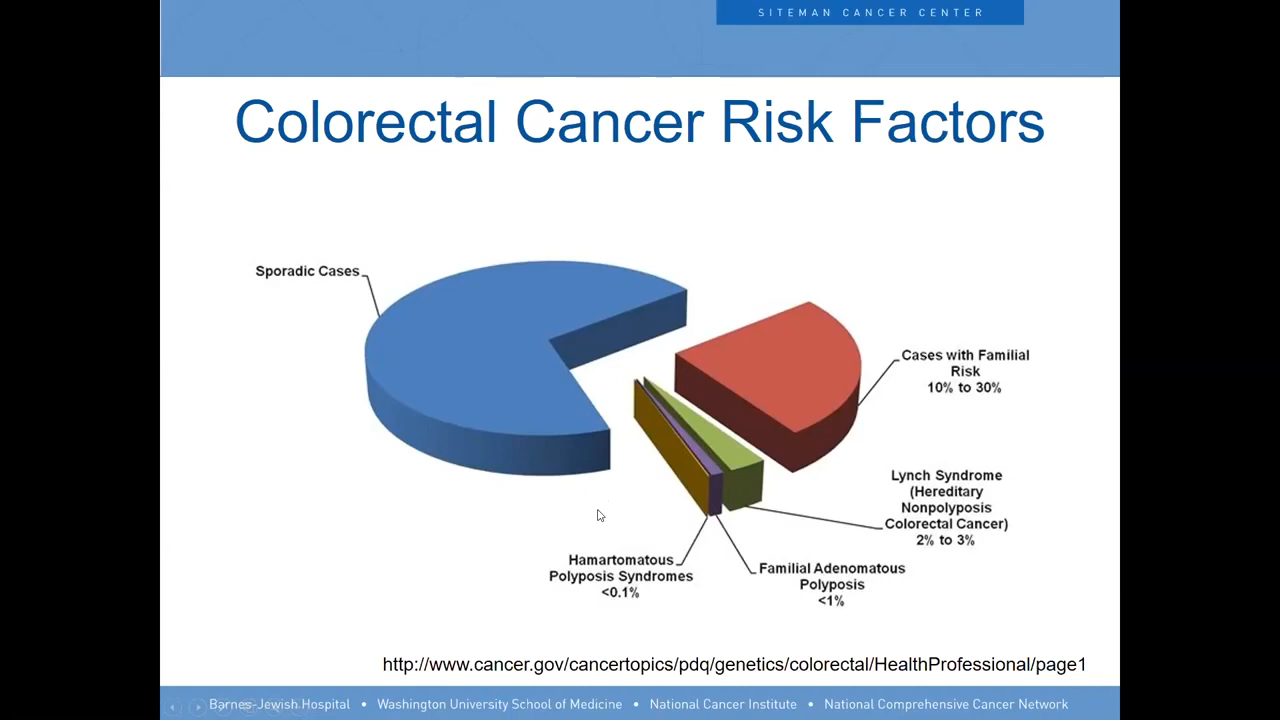 SITEMAN CANCER CENTER
Colorectal Cancer Risk Factors
Sporadic Cases
Cases with Familial
Risk
10% to 30%
Lynch Syndrome
(Hereditary
Nonpolyposis
Colorectal Cancer)
2% to 3%
Hamartomatous
Polyposis Syndromes
<0.1%
Familial Adenomatous
Polyposis
<1%
http://www.cancer.gov/cancertopics/pdq/genetics/colorectal/HealthProfessional/page1
Barnes-Jewish Hospital • Washington University School of Medicine • National Cancer Institute • National Comprehensive Cancer Network